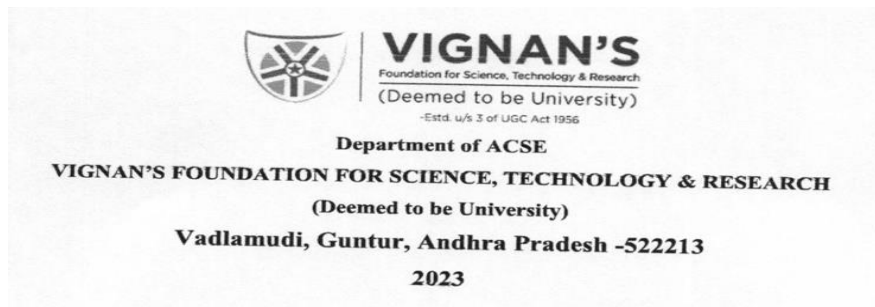 VIGNAN'S
Foundation for Science, Technology & Research
(Deemed to be University)
-Estd. u/s 3 of UGC Act 1956
Department of ACSE
VIGNAN'S FOUNDATION FOR SCIENCE, TECHNOLOGY & RESEARCH
(Deemed to be University)
Vadlamudi, Guntur, Andhra Pradesh -522213
2023